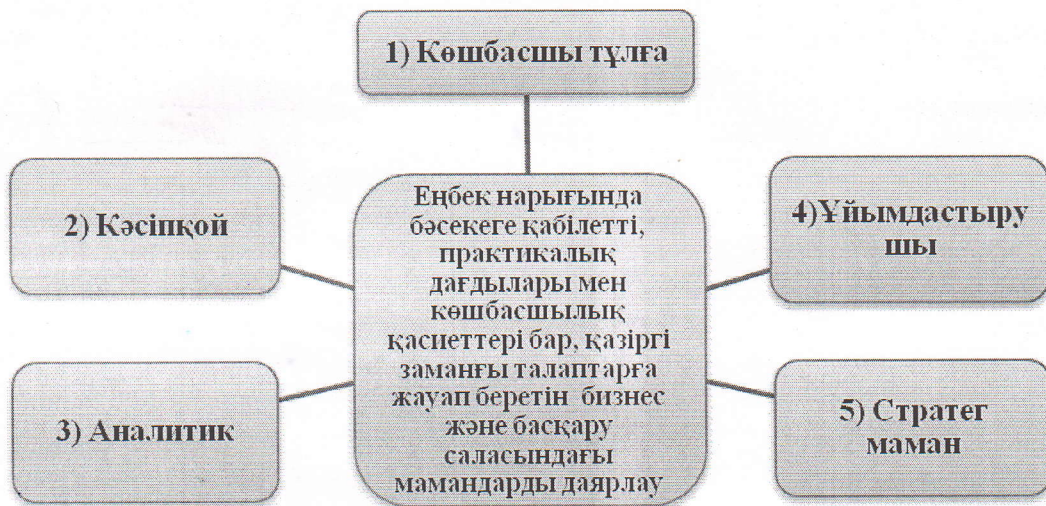 1) Көшбасшы тұлға
2) Кәсіпқой
3) Аналитик
Еңбек нарығында
бәсекеге қабілетті,
практикалық
дағдылары мен
көшбасшылық
қасиеттері бар, қазіргі
заманғы талаптарға
жауап беретін бизнес
және басқару
саласындағы
мамандарды даярлау
4)Ұйымдастыру
шы
5) Стратег
маман